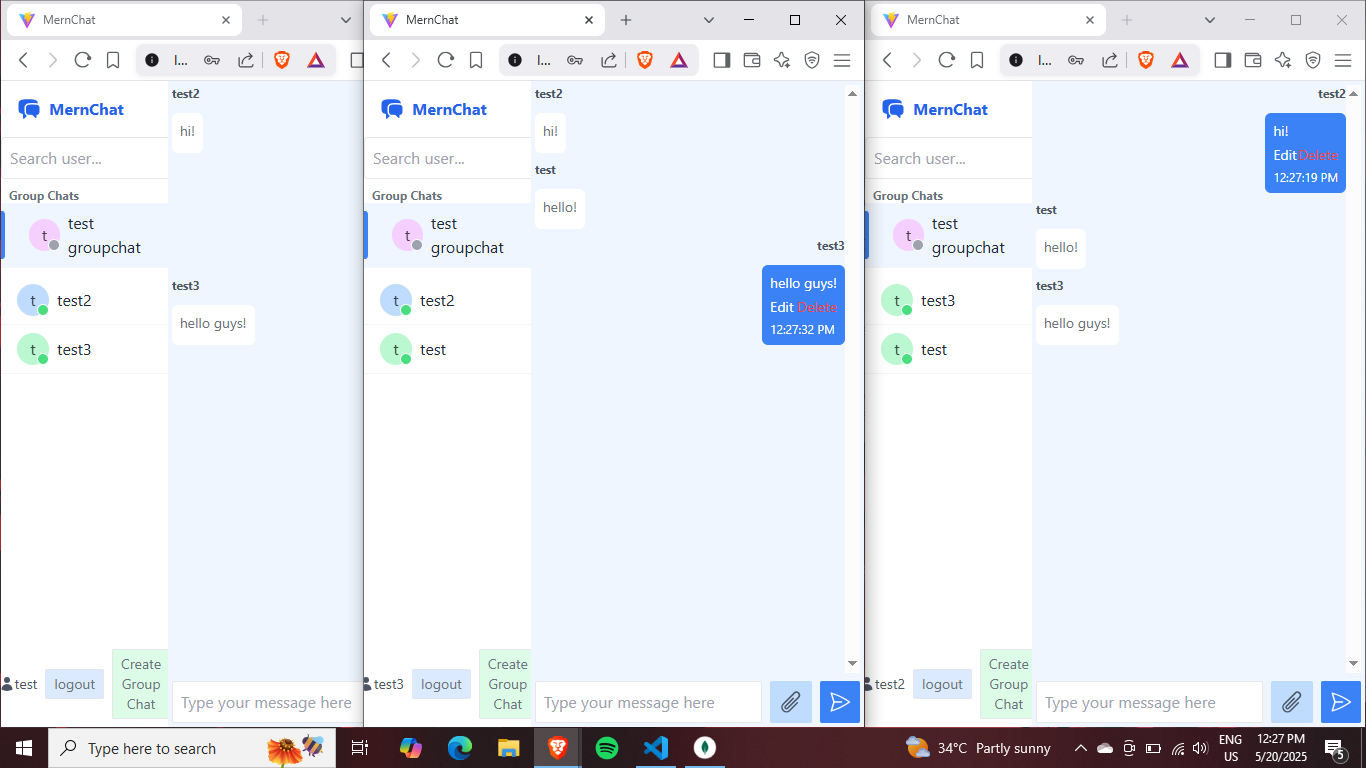 MernChat
MernChat
MernChat
l...
l...
l...
MernChat
Search user...
Group Chats
t
test
groupchat
t
test2
t
test3
test
logout
Create
Group
Chat
test2
hi!
test3
hello guys!
Type your message here
MernChat
Search user...
Group Chats
t
test
groupchat
t
test2
t
test
test3
logout
Create
Group
Chat
test2
hi!
test
hello!
test3
hello guys!
Edit Delete
12:27:32 PM
Type your message here
MernChat
Search user...
Group Chats
t
test
groupchat
t
test3
t
test
test2
logout
Create
Group
Chat
test2
hi!
Edit Delete
12:27:19 PM
test
hello!
test3
hello guys!
Type your message here
Type here to search
34°C Partly sunny
ENG
US
12:27 PM
5/20/2025
5